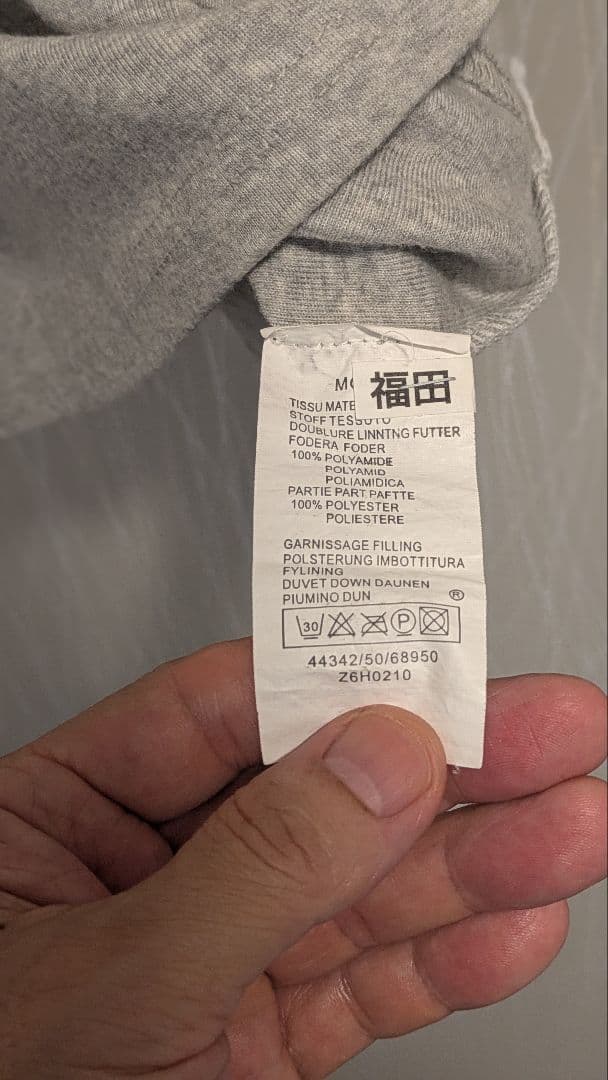 福田
TISSU MATE
STOFF TESSUTO
DOUBLURE LINNTNG FUTTER
FODERA FODER
100% POLYAMIDE
POLYAMID
POLIAMIDICA
PARTIE PART PAFTTE
100% POLYESTER
POLIESTERE
GARNISSAGE FILLING
POLSTERUNG IMBOTTITURA
FYLINING
DUVET DOWN DAUNEN
PIUMINO DUN ®
30 P
44342/50/68950
Z6H0210